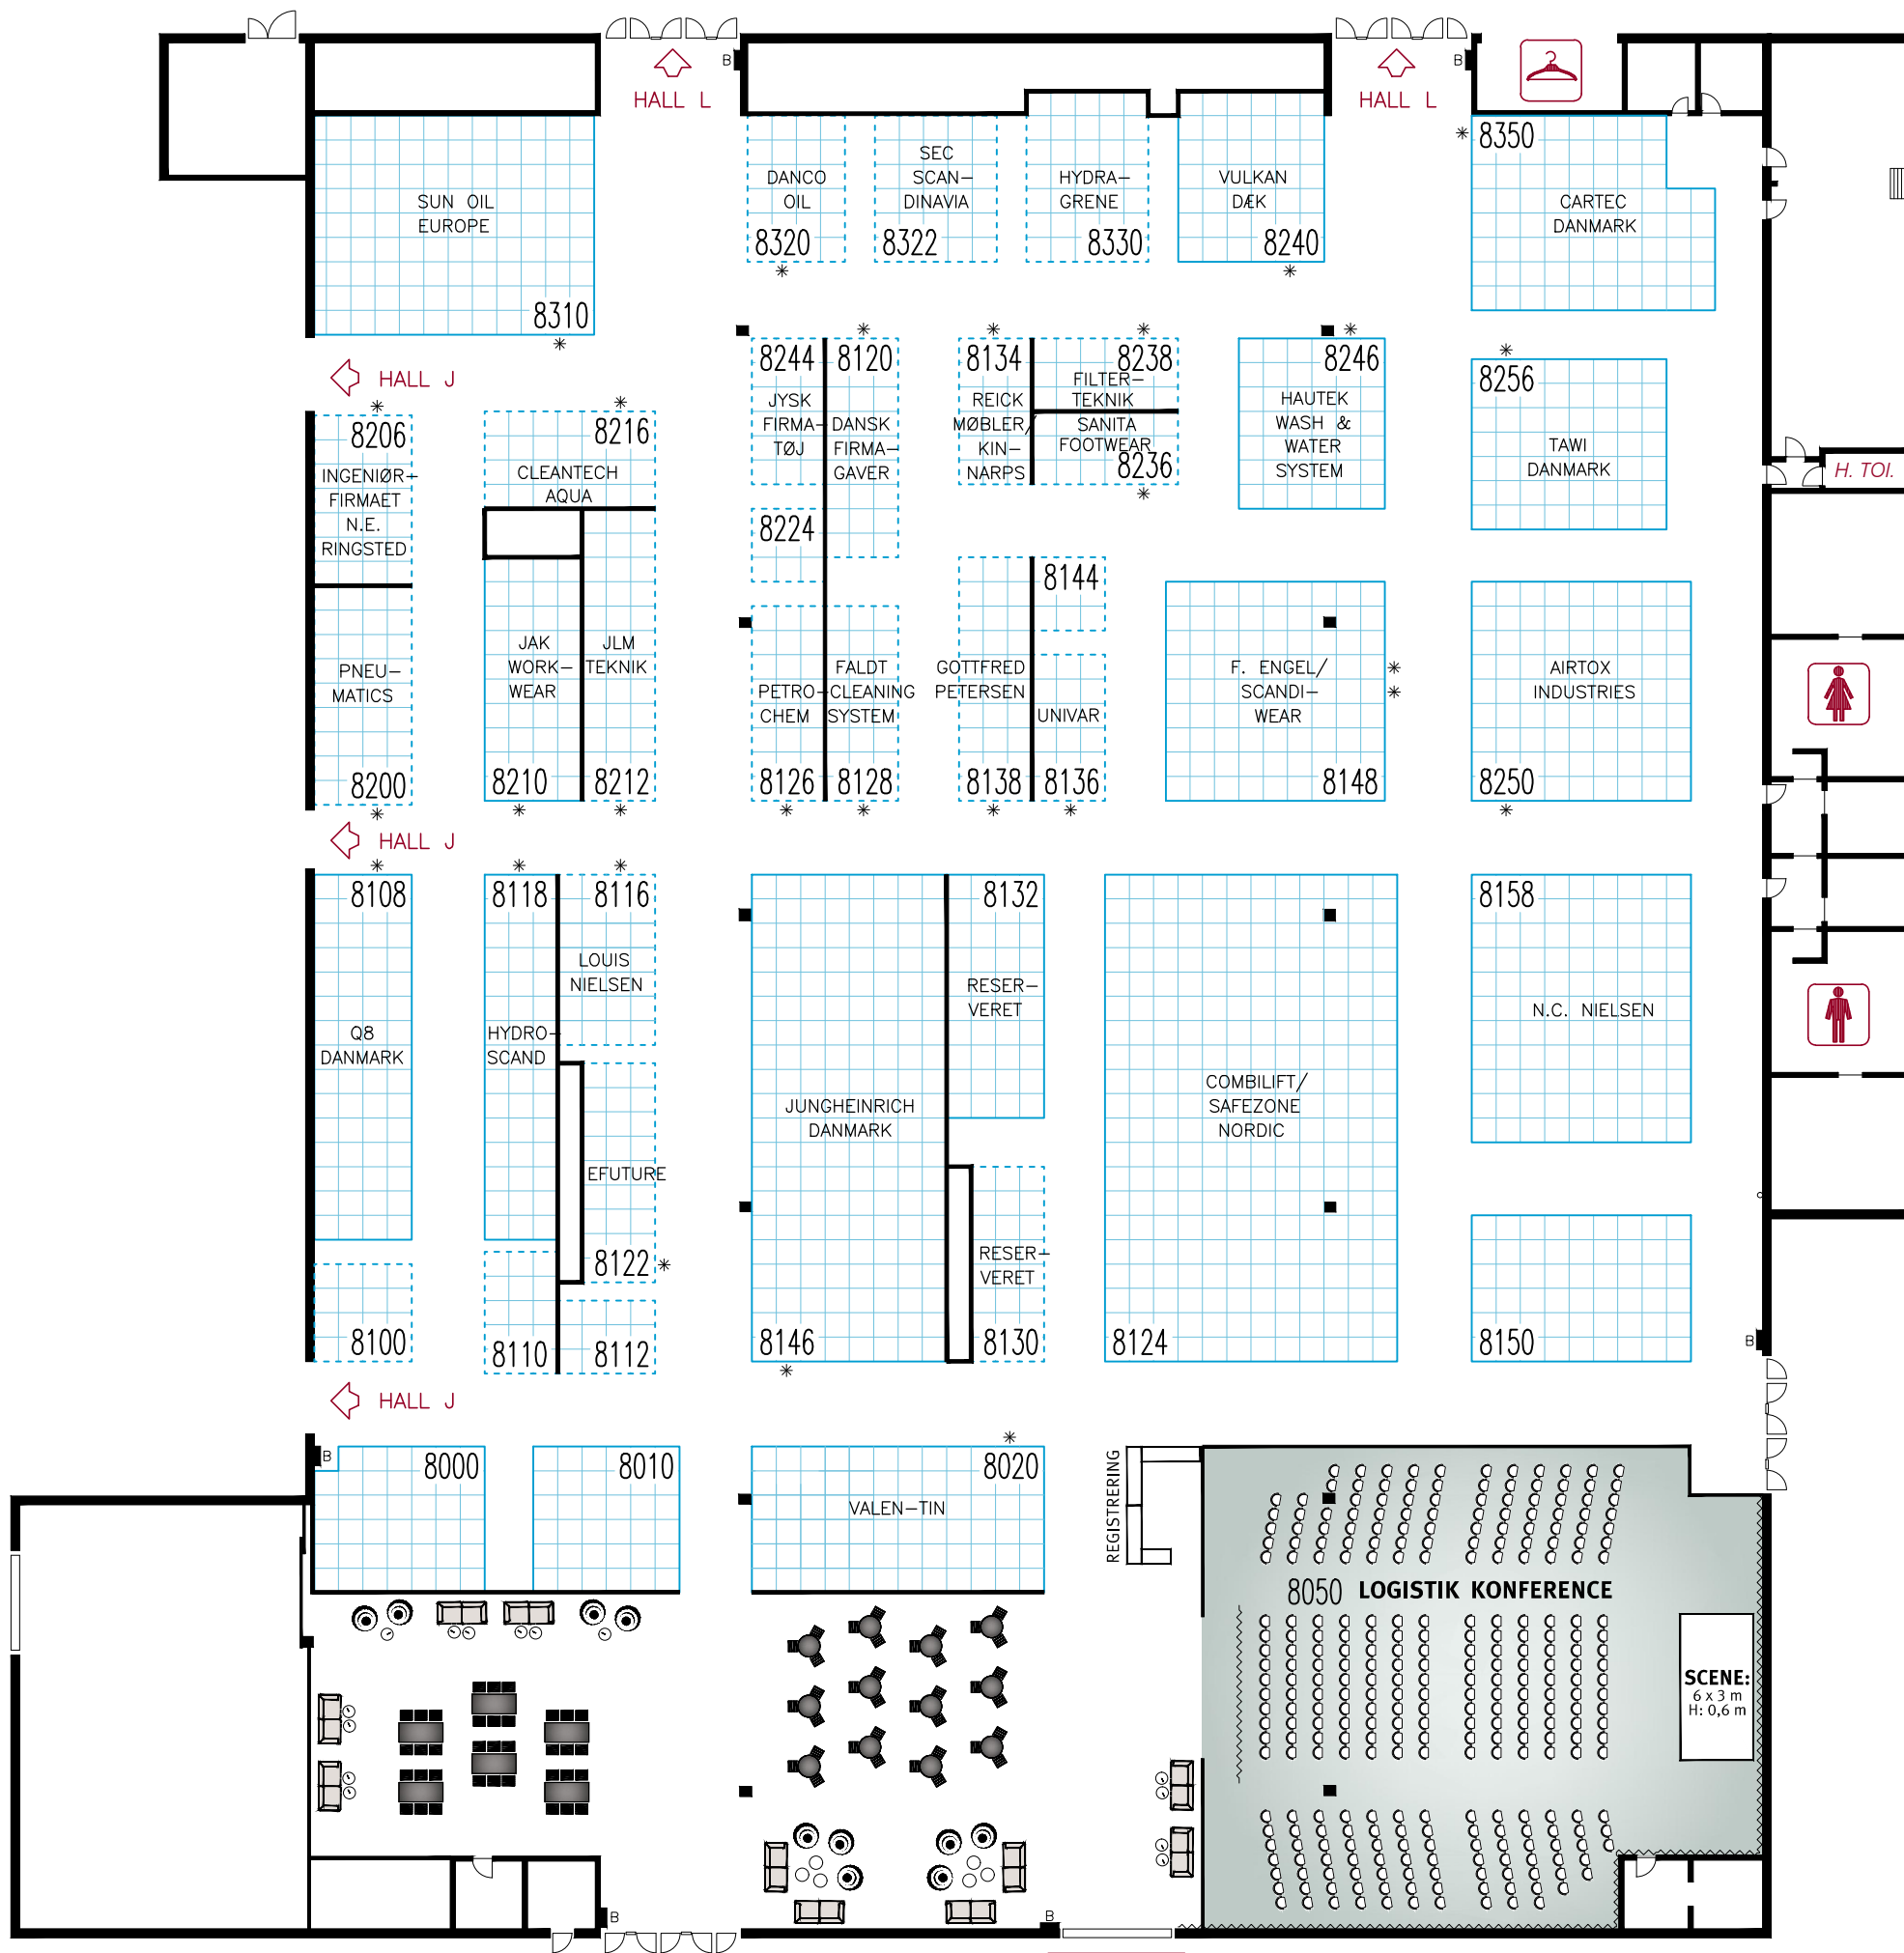 B
B
HALL L
HALL L
8350
SUN OIL
EUROPE
8310
DANCO
OIL
8320
SEC
SCAN-
DINAVIA
8322
HYDRA-
GRENE
8330
VULKAN
DÆK
8240
CARTEC
DANMARK
HALL J
8244
JYSK
FIRMA-
TØJ
8120
DANSK
FIRMA-
GAVER
8134
REICK
MØBLER/
KIN-
NARPS
8238
FILTER-
TEKNIK
SANITA
FOOTWEAR
8236
8246
HAUTEK
WASH &
WATER
SYSTEM
8256
TAWI
DANMARK
H. TOI.
8206
INGENIØR-
FIRMAET
N.E.
RINGSTED
8216
CLEANTECH
AQUA
8224
8144
PNEU-
MATICS
8200
JAK
WORK-
WEAR
8210
JLM
TEKNIK
8212
PETRO-
CHEM
8126
FALDT
CLEANING
SYSTEM
8128
GOTTFRED
PETERSEN
8138
UNIVAR
8136
F. ENGEL/
SCANDI-
WEAR
8148
AIRTOX
INDUSTRIES
8250
HALL J
8108
Q8
DANMARK
8118
HYDRO-
SCAND
8116
LOUIS
NIELSEN
EFUTURE
8122
8132
RESER-
VERET
JUNGHEINRICH
DANMARK
8146
RESER-
VERET
8130
COMBILIFT/
SAFEZONE
NORDIC
8124
8158
N.C. NIELSEN
8150
B
8100
8110
8112
HALL J
B
8000
8010
8020
VALEN-TIN
REGISTRERING
8050 LOGISTIK KONFERENCE
SCENE:
6 x 3 m
H: 0,6 m
B
B